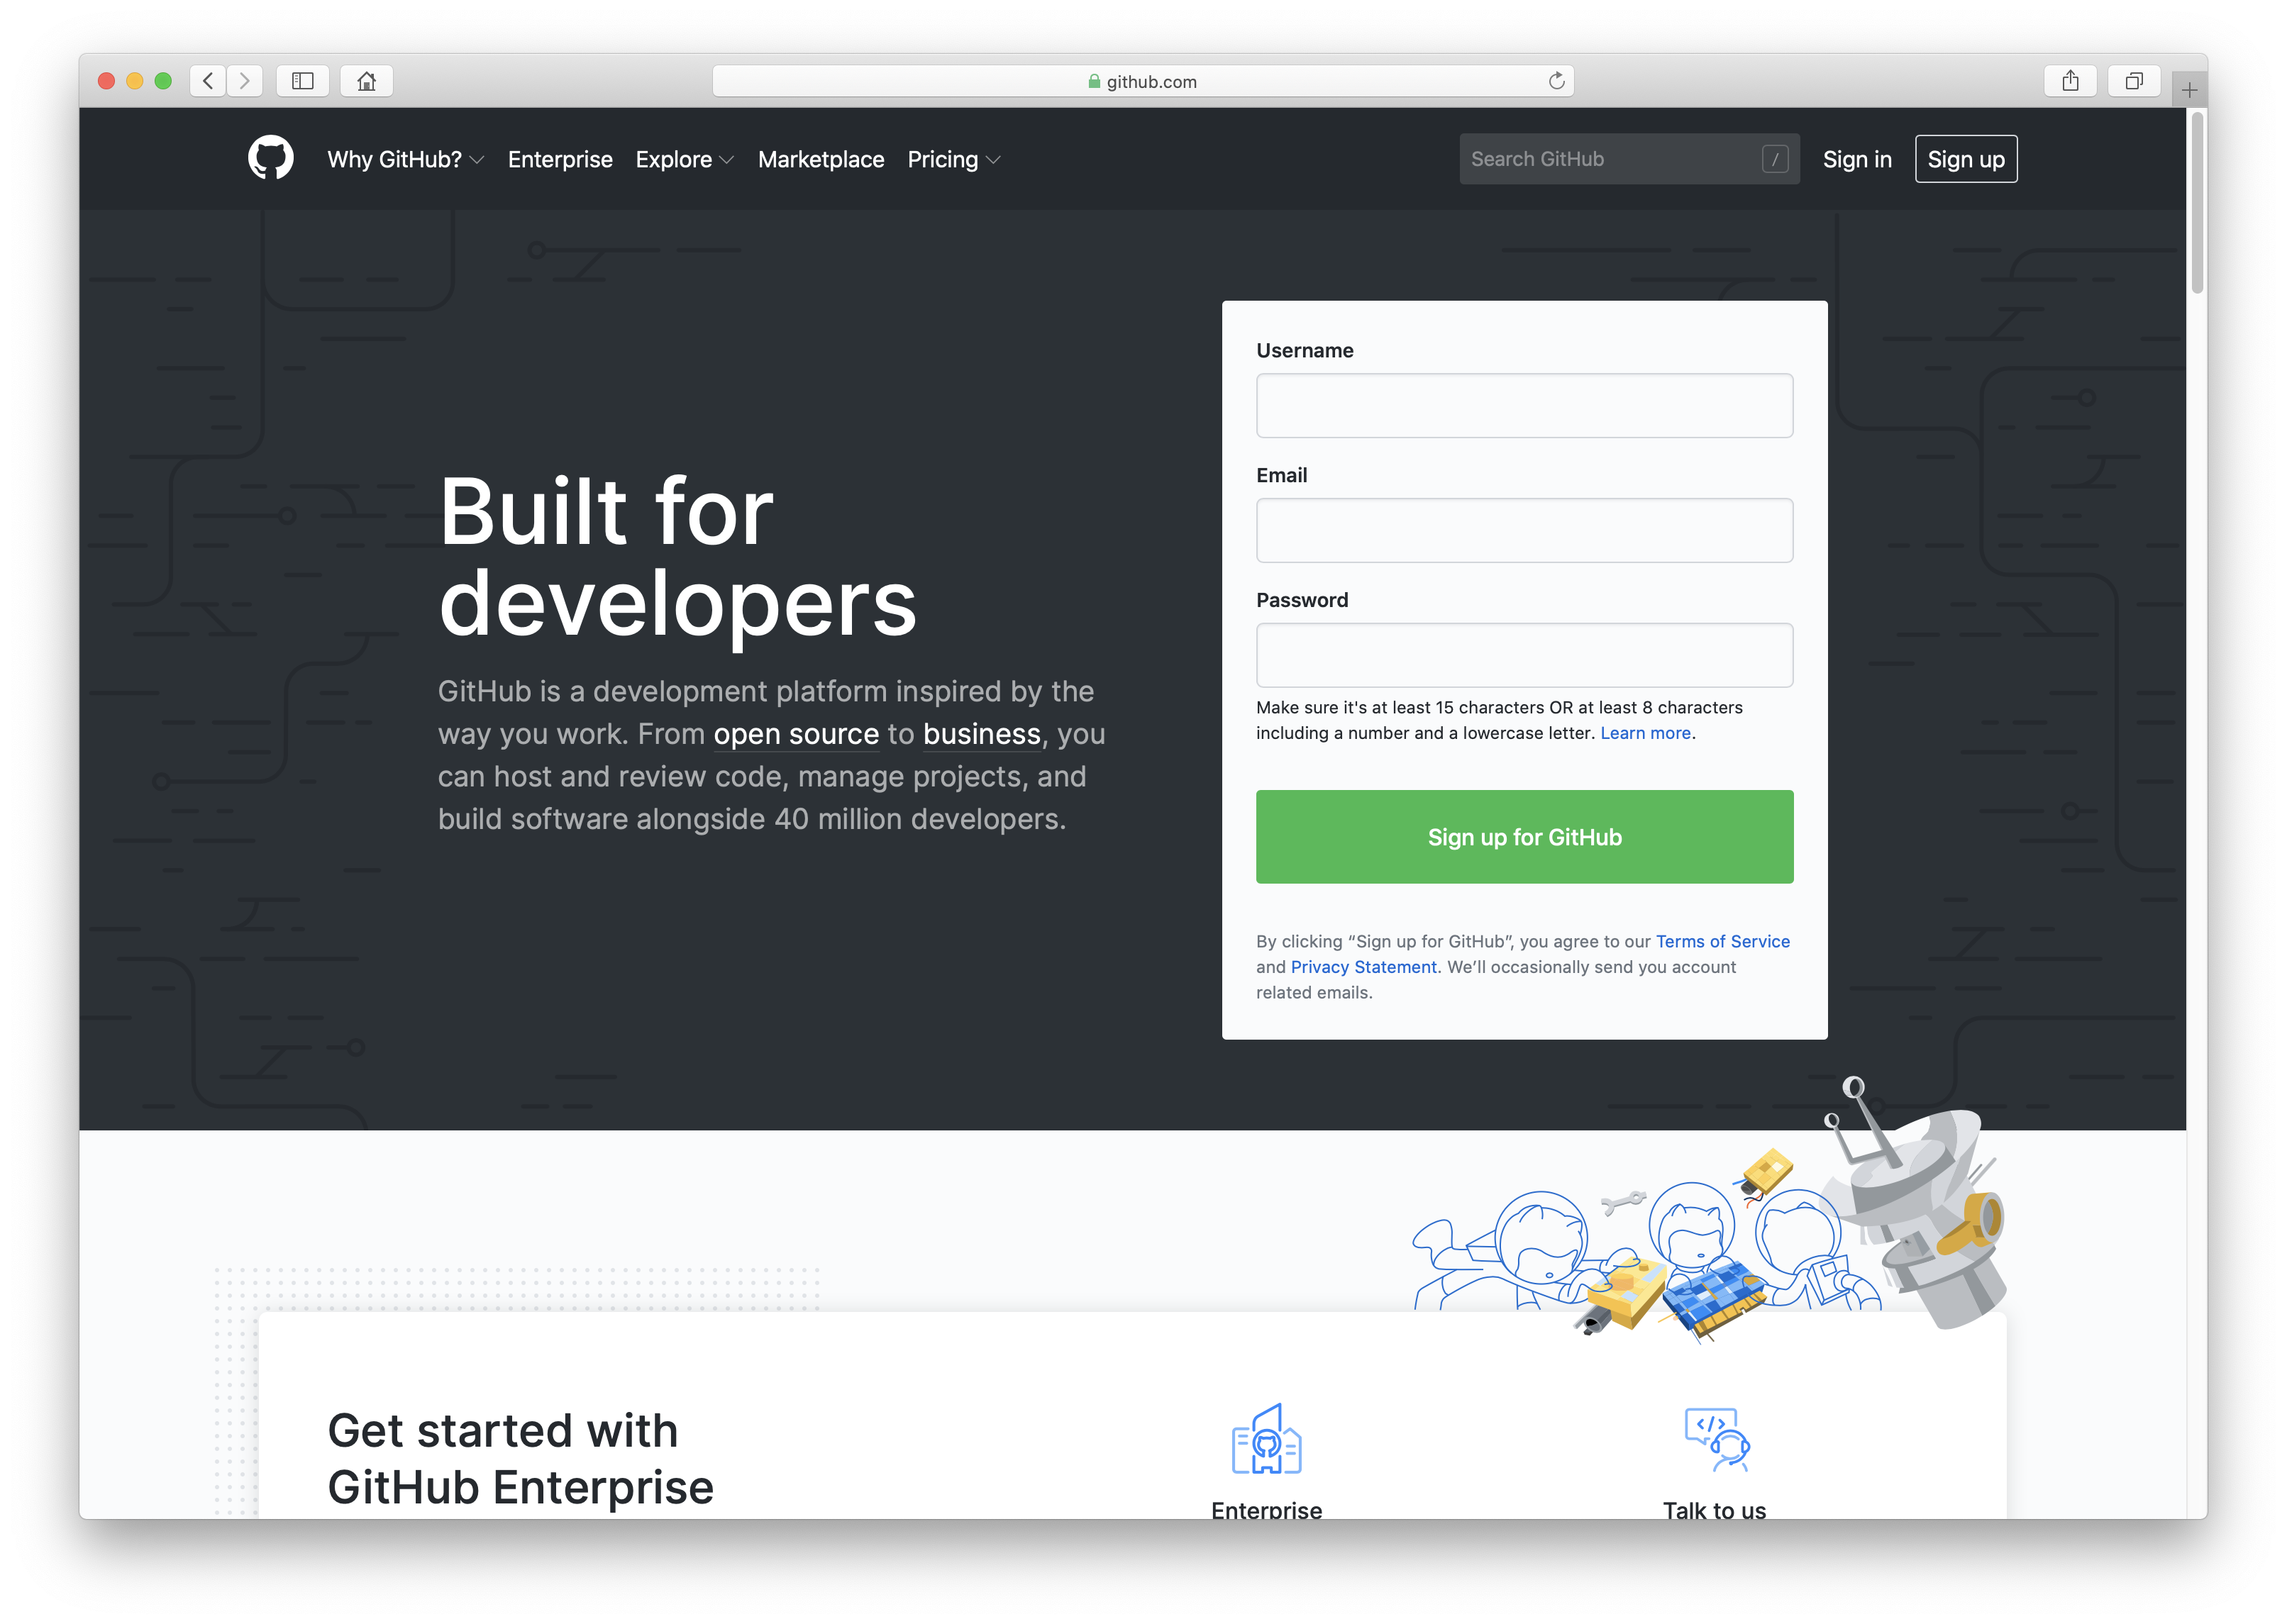 github.com
Why GitHub? Enterprise Explore Marketplace Pricing Search GitHub / Sign in Sign up
Built for
developers
GitHub is a development platform inspired by the
way you work. From open source to business, you
can host and review code, manage projects, and
build software alongside 40 million developers.
Username
Email
Password
Make sure it's at least 15 characters OR at least 8 characters
including a number and a lowercase letter. Learn more.
Sign up for GitHub
By clicking “Sign up for GitHub”, you agree to our Terms of Service
and Privacy Statement. We’ll occasionally send you account
related emails.
Get started with
GitHub Enterprise
</>
Enterprise
Talk to us